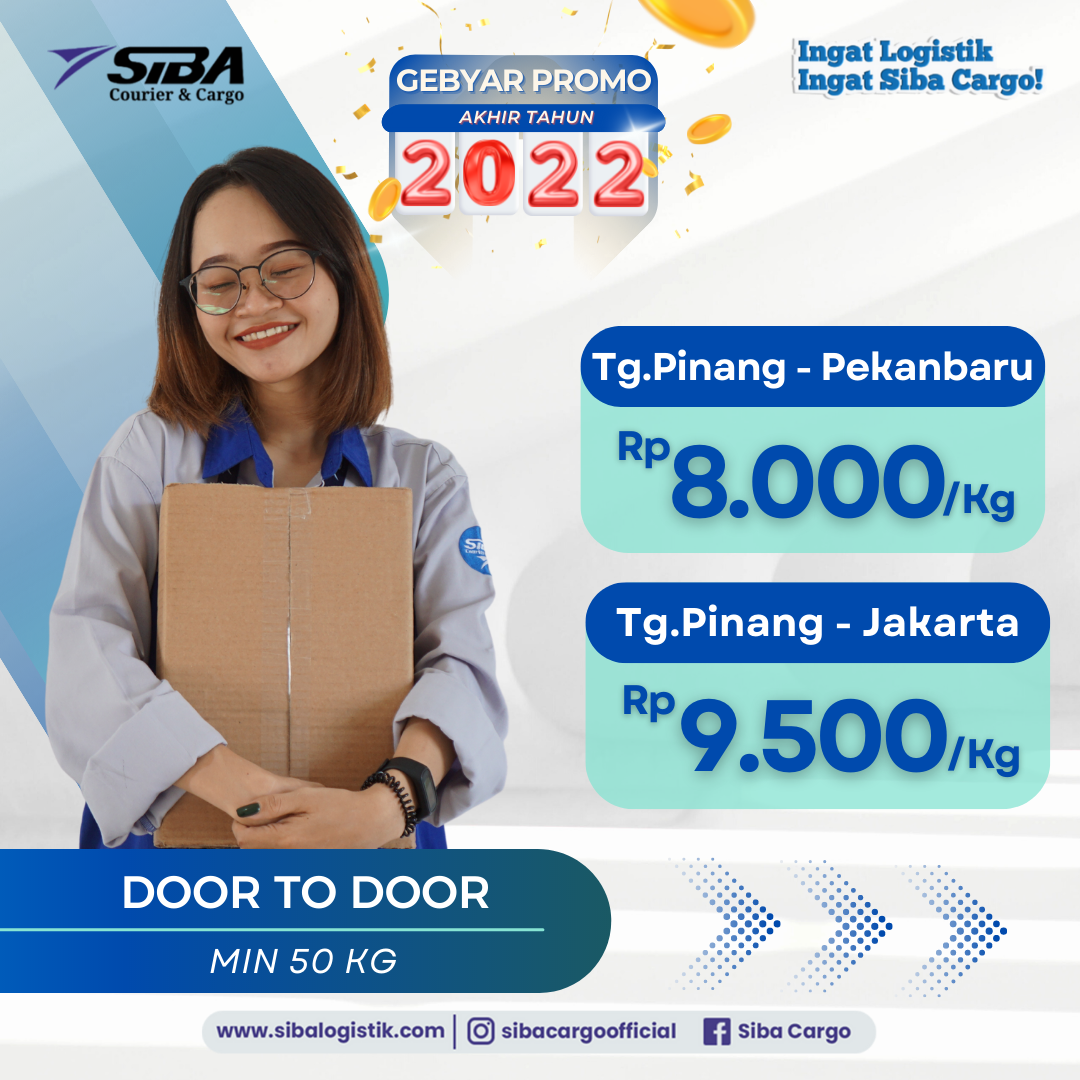 SIBA
Courier & Cargo
GEBYAR PROMO
AKHIR TAHUN
2022
Ingat Logistik
Ingat Siba Cargo!
Tg.Pinang - Pekanbaru
Rp 8.000/Kg
Tg.Pinang - Jakarta
Rp 9.500/Kg
DOOR TO DOOR
MIN 50 KG
www.sibalogistik.com | sibacargoofficial Siba Cargo